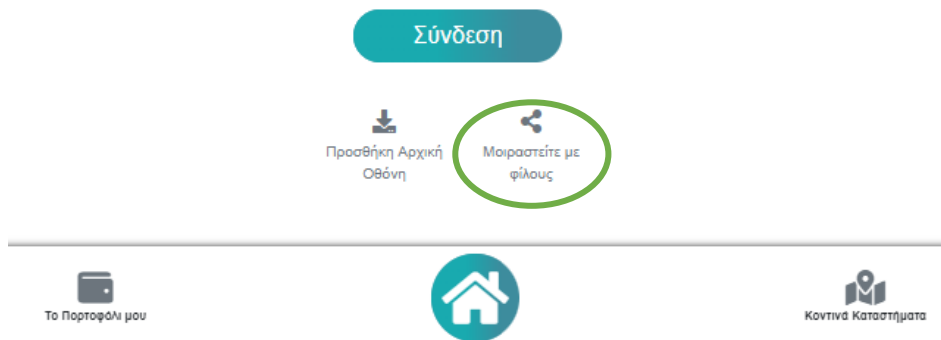 Σύνδεση
Προσθήκη Αρχική
Οθόνη
Μοιραστείτε με
φίλους
Το Πορτοφόλι μου
Κοντινά Καταστήματα